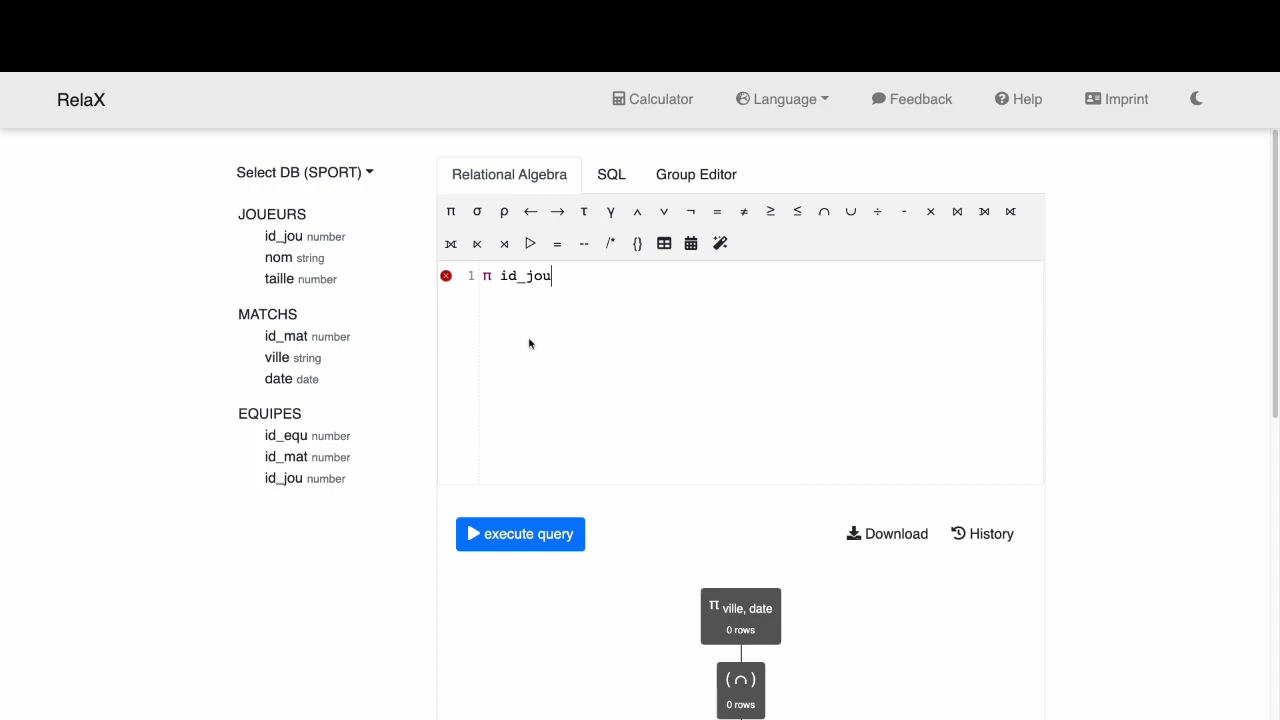 RelaX
Calculator
Language
Feedback
Help
Imprint
Select DB (SPORT)
JOUEURS
id_jou number
nom string
taille number
MATCHS
id_mat number
ville string
date date
EQUIPES
id_equ number
id_mat number
id_jou number
Relational Algebra
SQL
Group Editor
π σ ρ ← → τ γ ∧ ∨ ¬ = ≠ ≥ ≤ ∩ ∪ ÷ - ⨯ ⋈ ⟕ ⟖
⟗ ⋉ ⋊ ▷ = -- /* {}
1 π id_jou
execute query
Download
History
π ville, date
0 rows
(∩)
0 rows